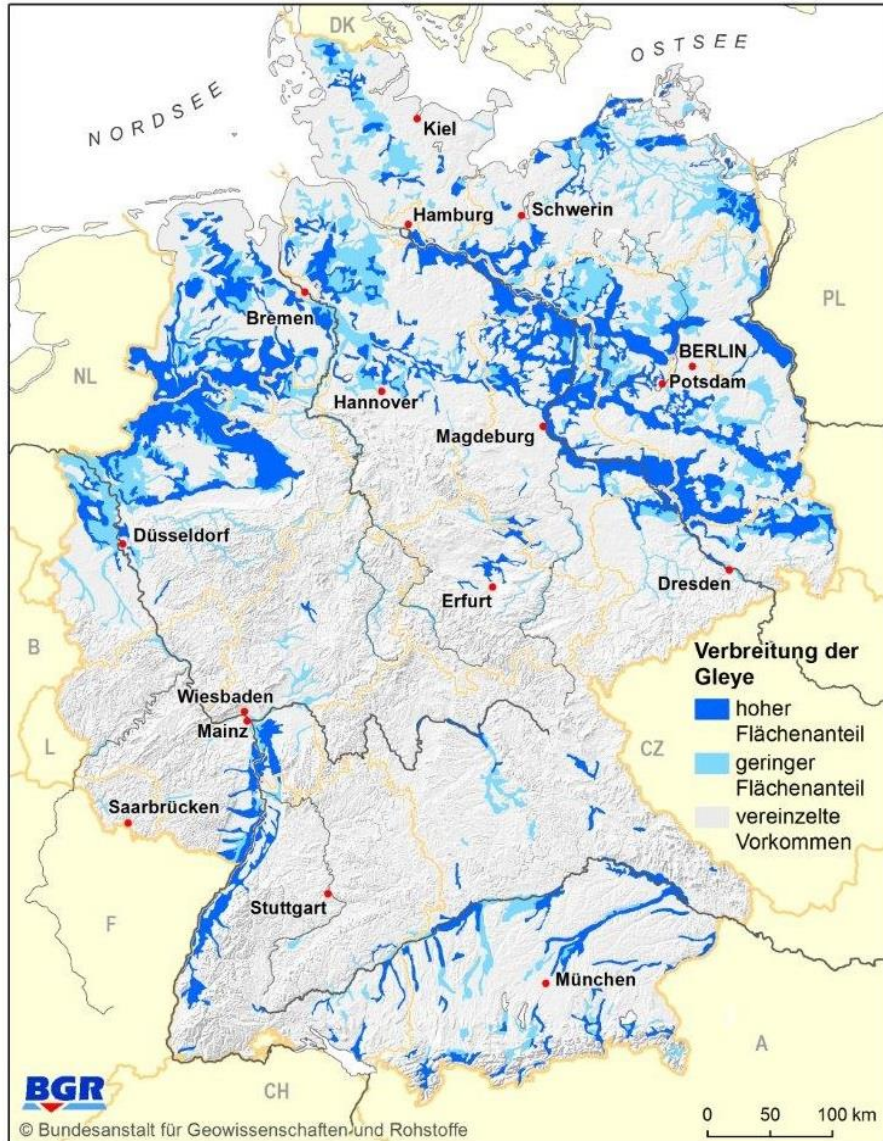 DK
OSTSEE
NORDSEE
Kiel
Hamburg
Schwerin
Bremen
PL
NL
BERLIN
Potsdam
Hannover
Magdeburg
Düsseldorf
Erfurt
Dresden
B
Verbreitung der
Gleye
hoher
Flächenanteil
geringer
Flächenanteil
vereinzelte
Vorkommen
Wiesbaden
Mainz
L
CZ
Saarbrücken
Stuttgart
F
München
A
CH
BGR
© Bundesanstalt für Geowissenschaften und Rohstoffe
0 50 100 km